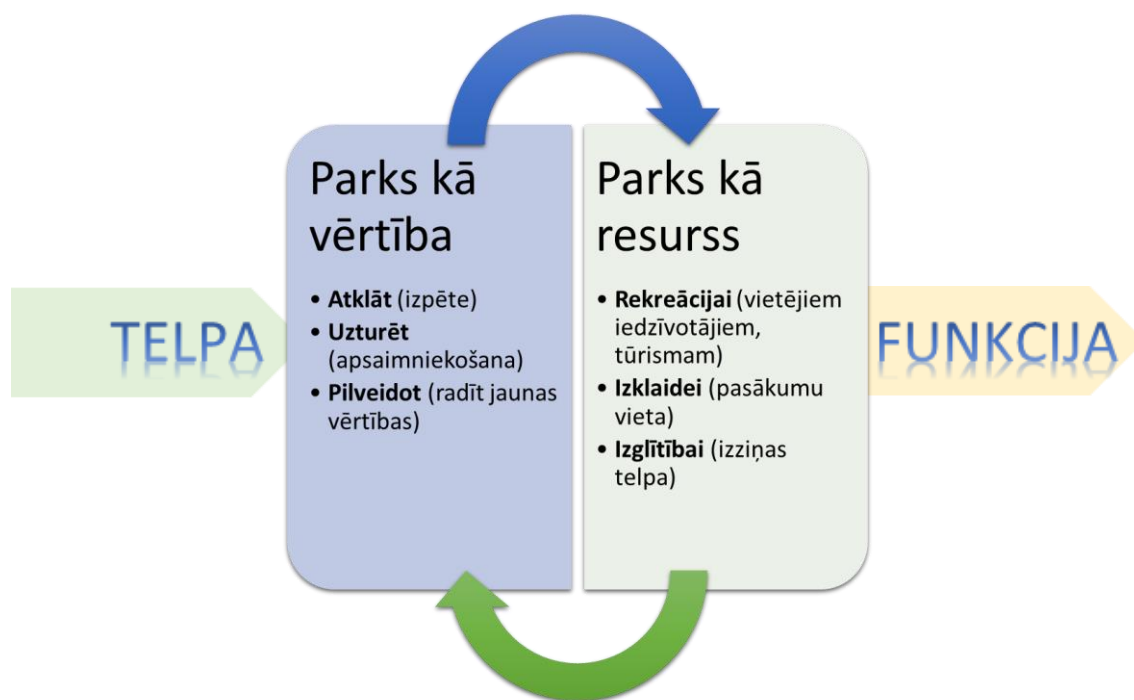 TELPA
Parks kā
vērtība
• Atklāt (izpēte)
• Uzturēt
(apsaimniekošana)
• Pilveidot (radīt jaunas
vērtības)
Parks kā
resurss
• Rekreācijai (vietējiem
iedzīvotājiem,
tūrismam)
• Izklaidei (pasākumu
vieta)
• Izglītībai (izziņas
telpa)
FUNKCIJA